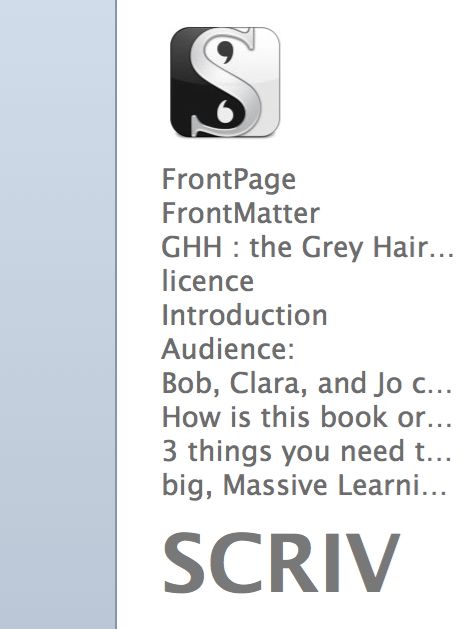 FrontPage
FrontMatter
GHH : the Grey Hair...
licence
Introduction
Audience:
Bob, Clara, and Jo c...
How is this book or...
3 things you need t...
big, Massive Learni...
SCRIV